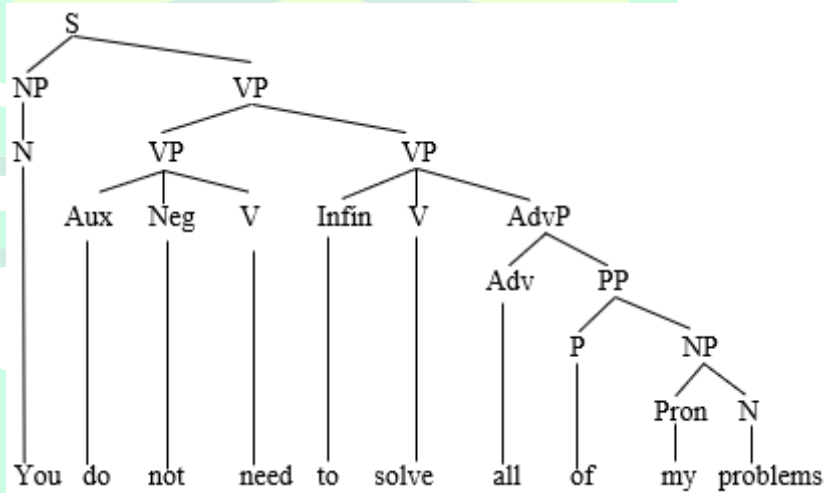 S
NP VP
N VP VP
Aux Neg V Infin V AdvP
Adv PP
P NP
Pron N
You do not need to solve all of my problems